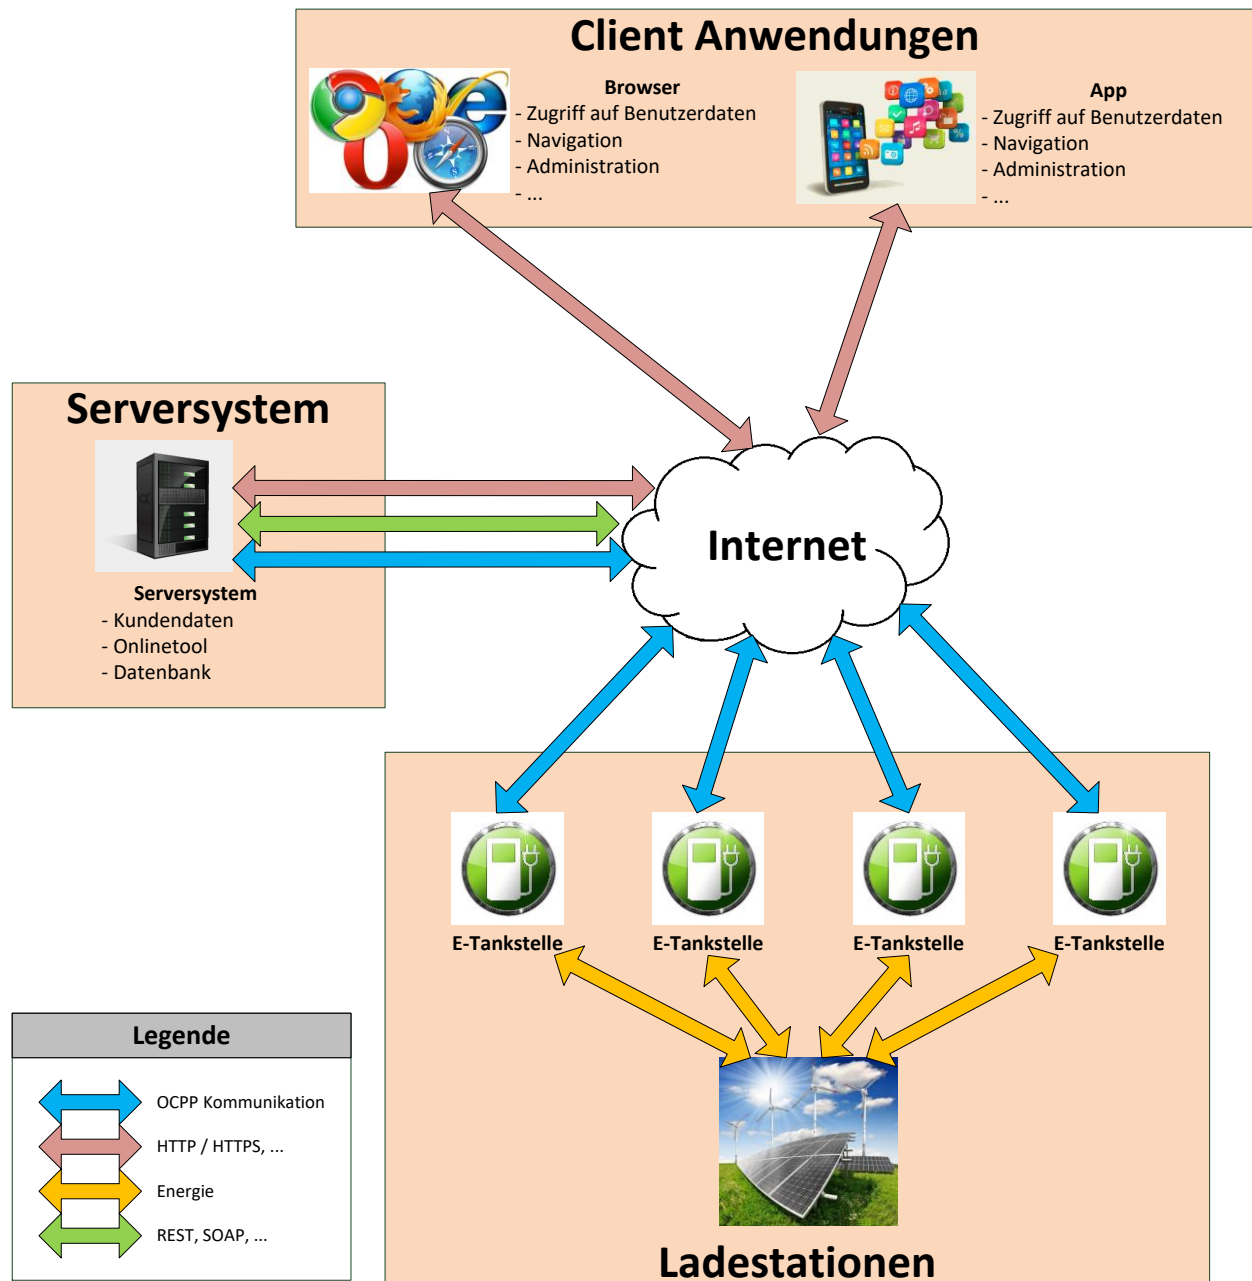 Client Anwendungen
Browser
- Zugriff auf Benutzerdaten
- Navigation
- Administration
- ...
App
- Zugriff auf Benutzerdaten
- Navigation
- Administration
- ...
Serversystem
Serversystem
- Kundendaten
- Onlinetool
- Datenbank
Internet
E-Tankstelle
E-Tankstelle
E-Tankstelle
E-Tankstelle
Ladestationen
Legende
OCPP Kommunikation
HTTP / HTTPS, ...
Energie
REST, SOAP, ...